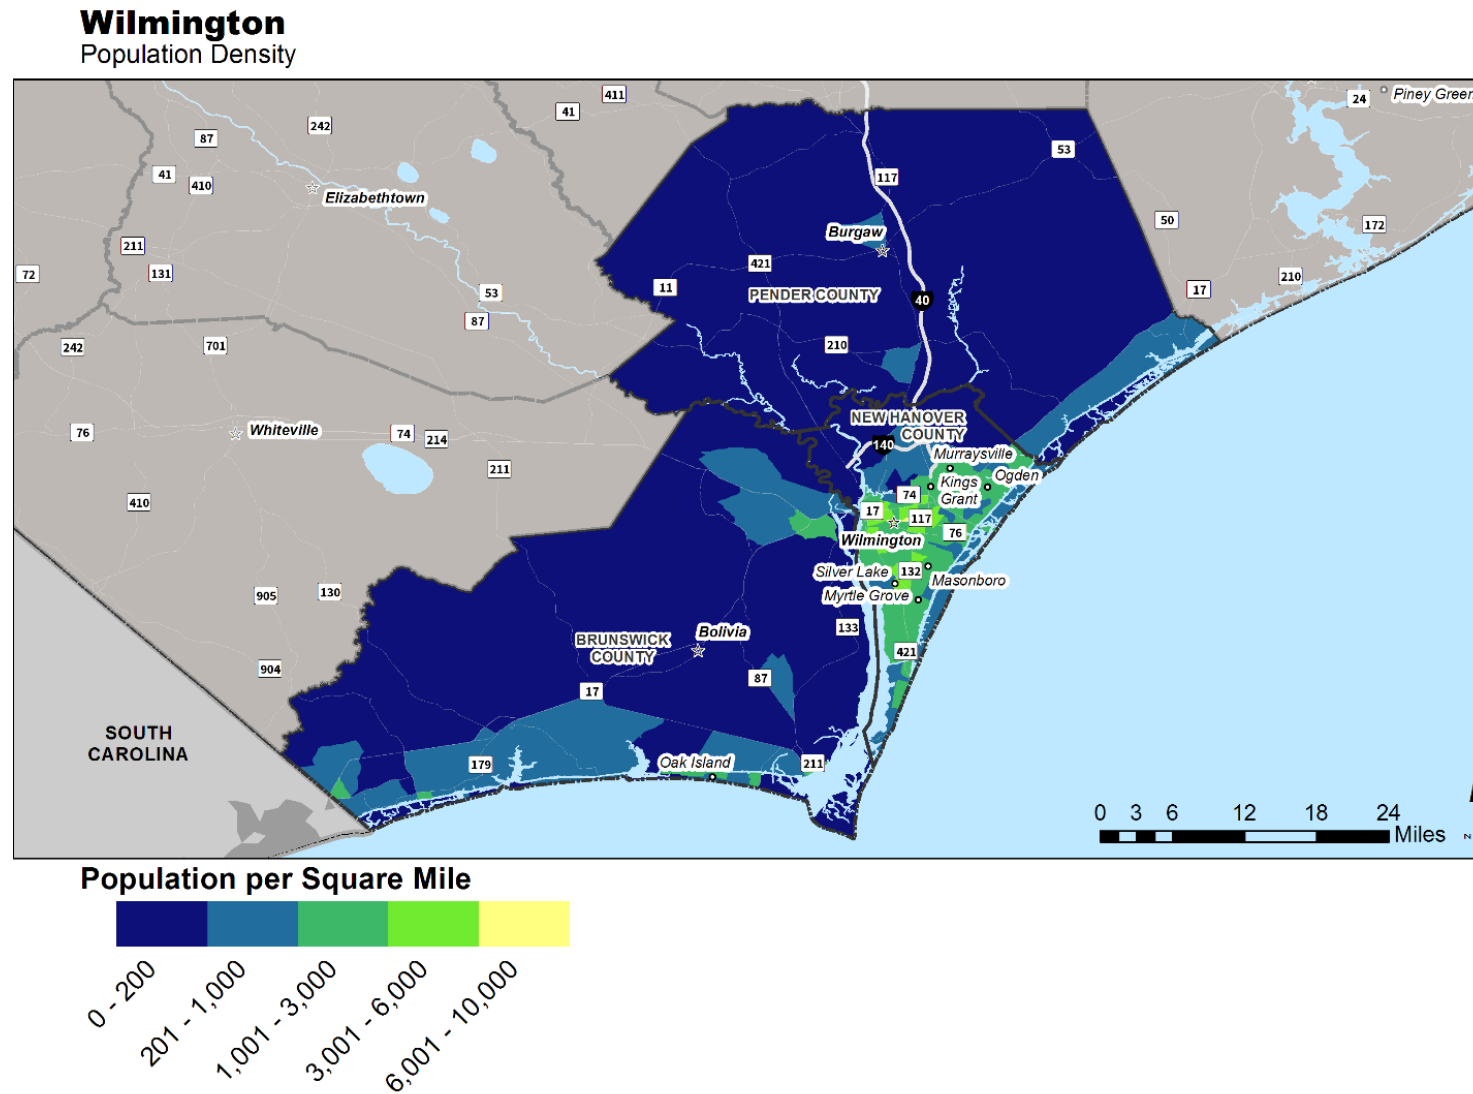 Wilmington
Population Density
411
41
24
Piney Green
242
87
53
41
410
117
Elizabethtown
50
172
Burgaw
211
72
131
421
210
11
53
PENDER COUNTY
17
40
87
242
701
210
NEW HANOVER
COUNTY
76
Whiteville
74
214
140
Murraysville
211
Ogden
Kings
Grant
74
410
17
117
76
Wilmington
Silver Lake
132
Masonboro
905
130
Myrtle Grove
133
Bolivia
BRUNSWICK
COUNTY
421
904
87
17
SOUTH
CAROLINA
179
Oak Island
211
0 3 6 12 18 24
Miles
Population per Square Mile
0 - 200
201 - 1,000
1,001 - 3,000
3,001 - 6,000
6,001 - 10,000